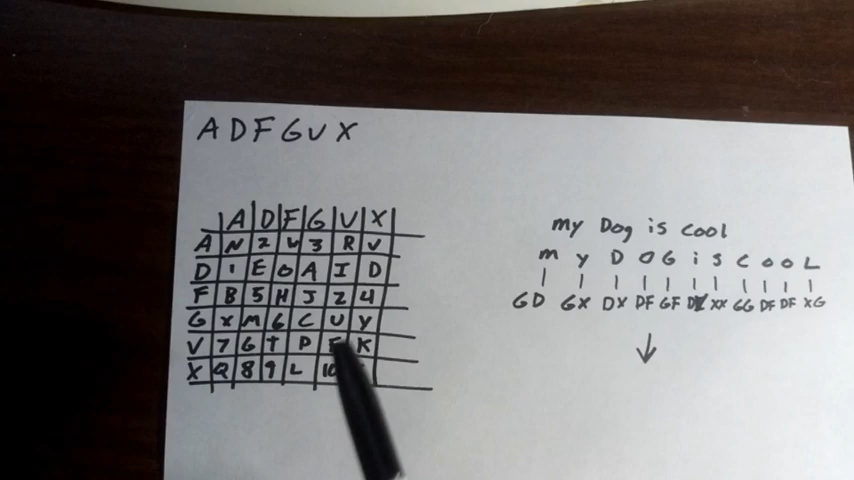 ADFGVX
A D F G V X
A N 2 W 3 R V
D 1 E O A I D
F B 5 H J Z 4
G X M G C U Y
V 7 6 T P K
X Q 8 9 L 10
my Dog is cool
m y D O G i s C o o L
GD GX DX DF GF XX GG DF DF XG